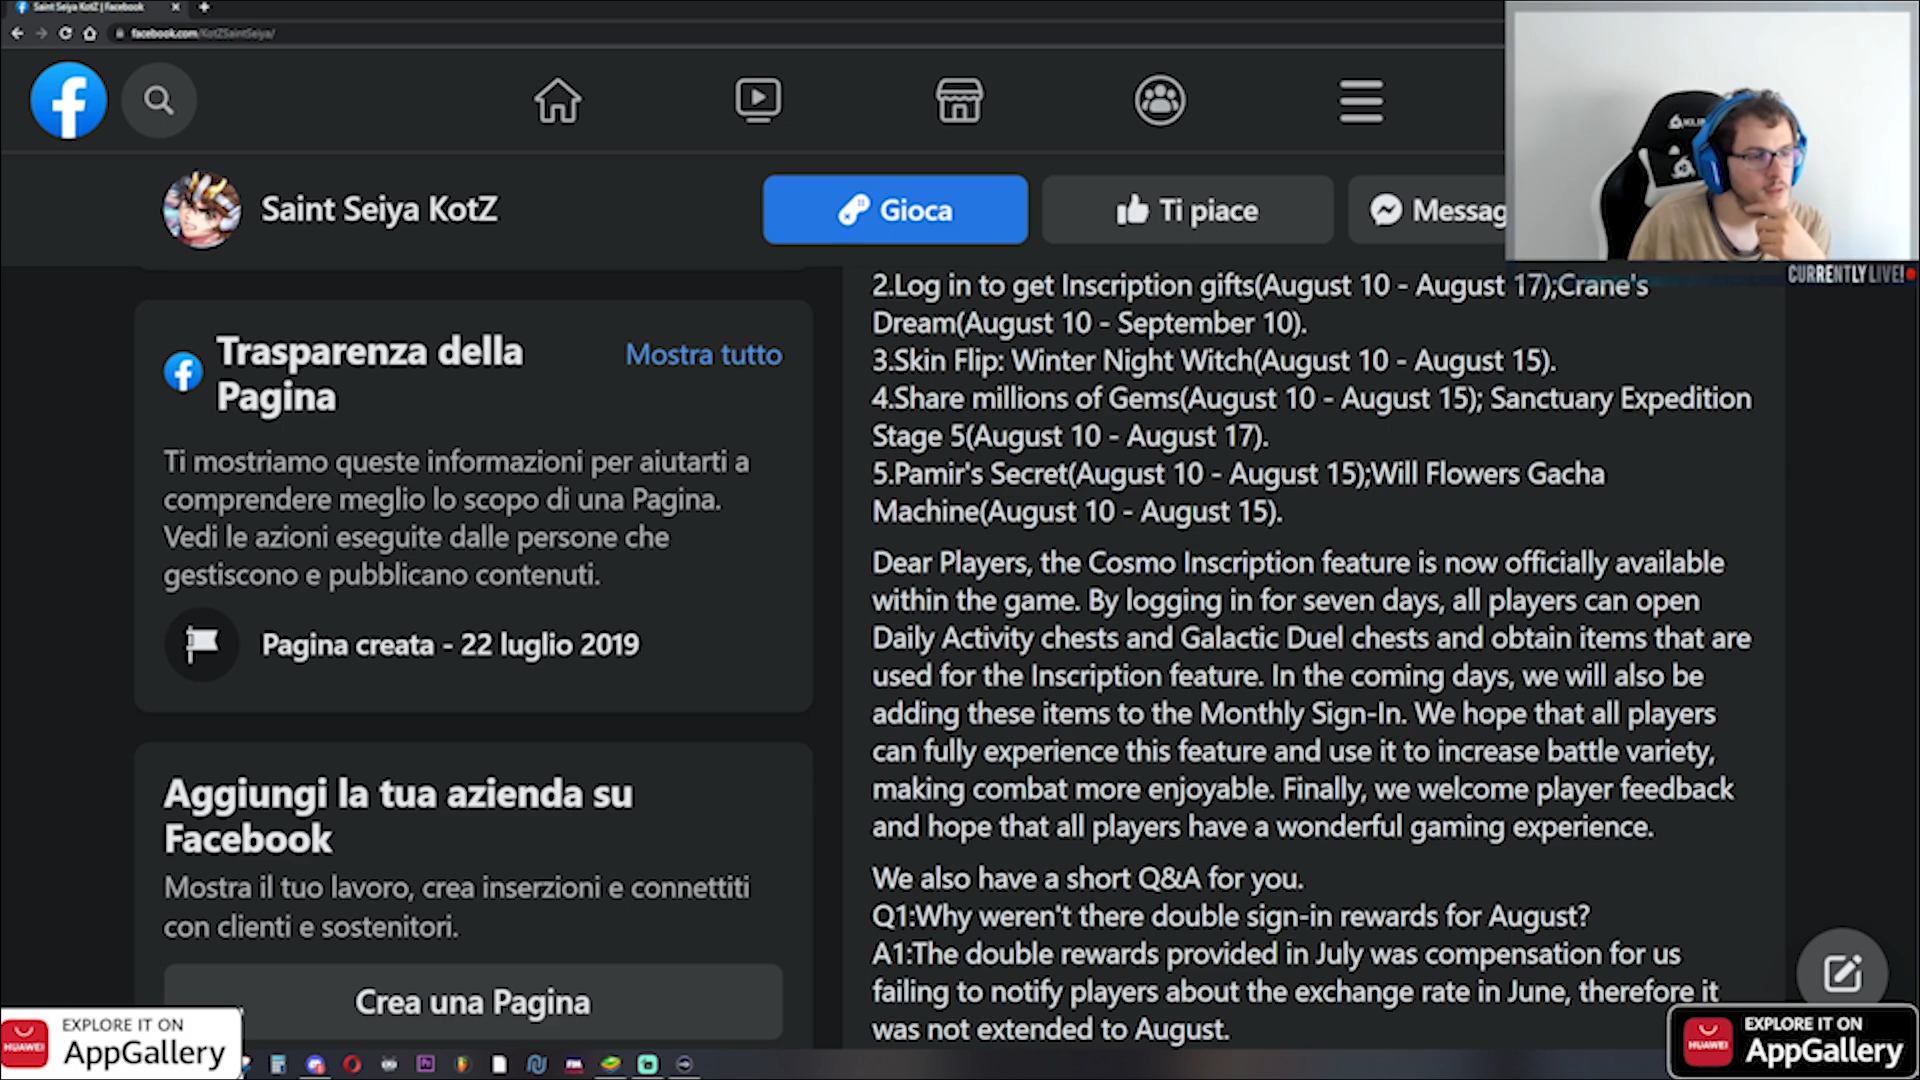 Saint Seiya KotZ | Facebook
facebook.com/KotZSaintSeiya/
Saint Seiya KotZ
Gioca
Ti piace
Messag
CURRENTLY LIVE!
2.Log in to get Inscription gifts(August 10 - August 17);Crane's
Dream(August 10 - September 10).
3.Skin Flip: Winter Night Witch(August 10 - August 15).
4.Share millions of Gems(August 10 - August 15); Sanctuary Expedition
Stage 5(August 10 - August 17).
5.Pamir's Secret(August 10 - August 15);Will Flowers Gacha
Machine(August 10 - August 15).
Dear Players, the Cosmo Inscription feature is now officially available
within the game. By logging in for seven days, all players can open
Daily Activity chests and Galactic Duel chests and obtain items that are
used for the Inscription feature. In the coming days, we will also be
adding these items to the Monthly Sign-In. We hope that all players
can fully experience this feature and use it to increase battle variety,
making combat more enjoyable. Finally, we welcome player feedback
and hope that all players have a wonderful gaming experience.
We also have a short Q&A for you.
Q1:Why weren't there double sign-in rewards for August?
A1:The double rewards provided in July was compensation for us
failing to notify players about the exchange rate in June, therefore it
was not extended to August.
Trasparenza della
Pagina
Mostra tutto
Ti mostriamo queste informazioni per aiutarti a
comprendere meglio lo scopo di una Pagina.
Vedi le azioni eseguite dalle persone che
gestiscono e pubblicano contenuti.
Pagina creata - 22 luglio 2019
Aggiungi la tua azienda su
Facebook
Mostra il tuo lavoro, crea inserzioni e connettiti
con clienti e sostenitori.
Crea una Pagina
HUAWEI
EXPLORE IT ON
AppGallery
HUAWEI
EXPLORE IT ON
AppGallery